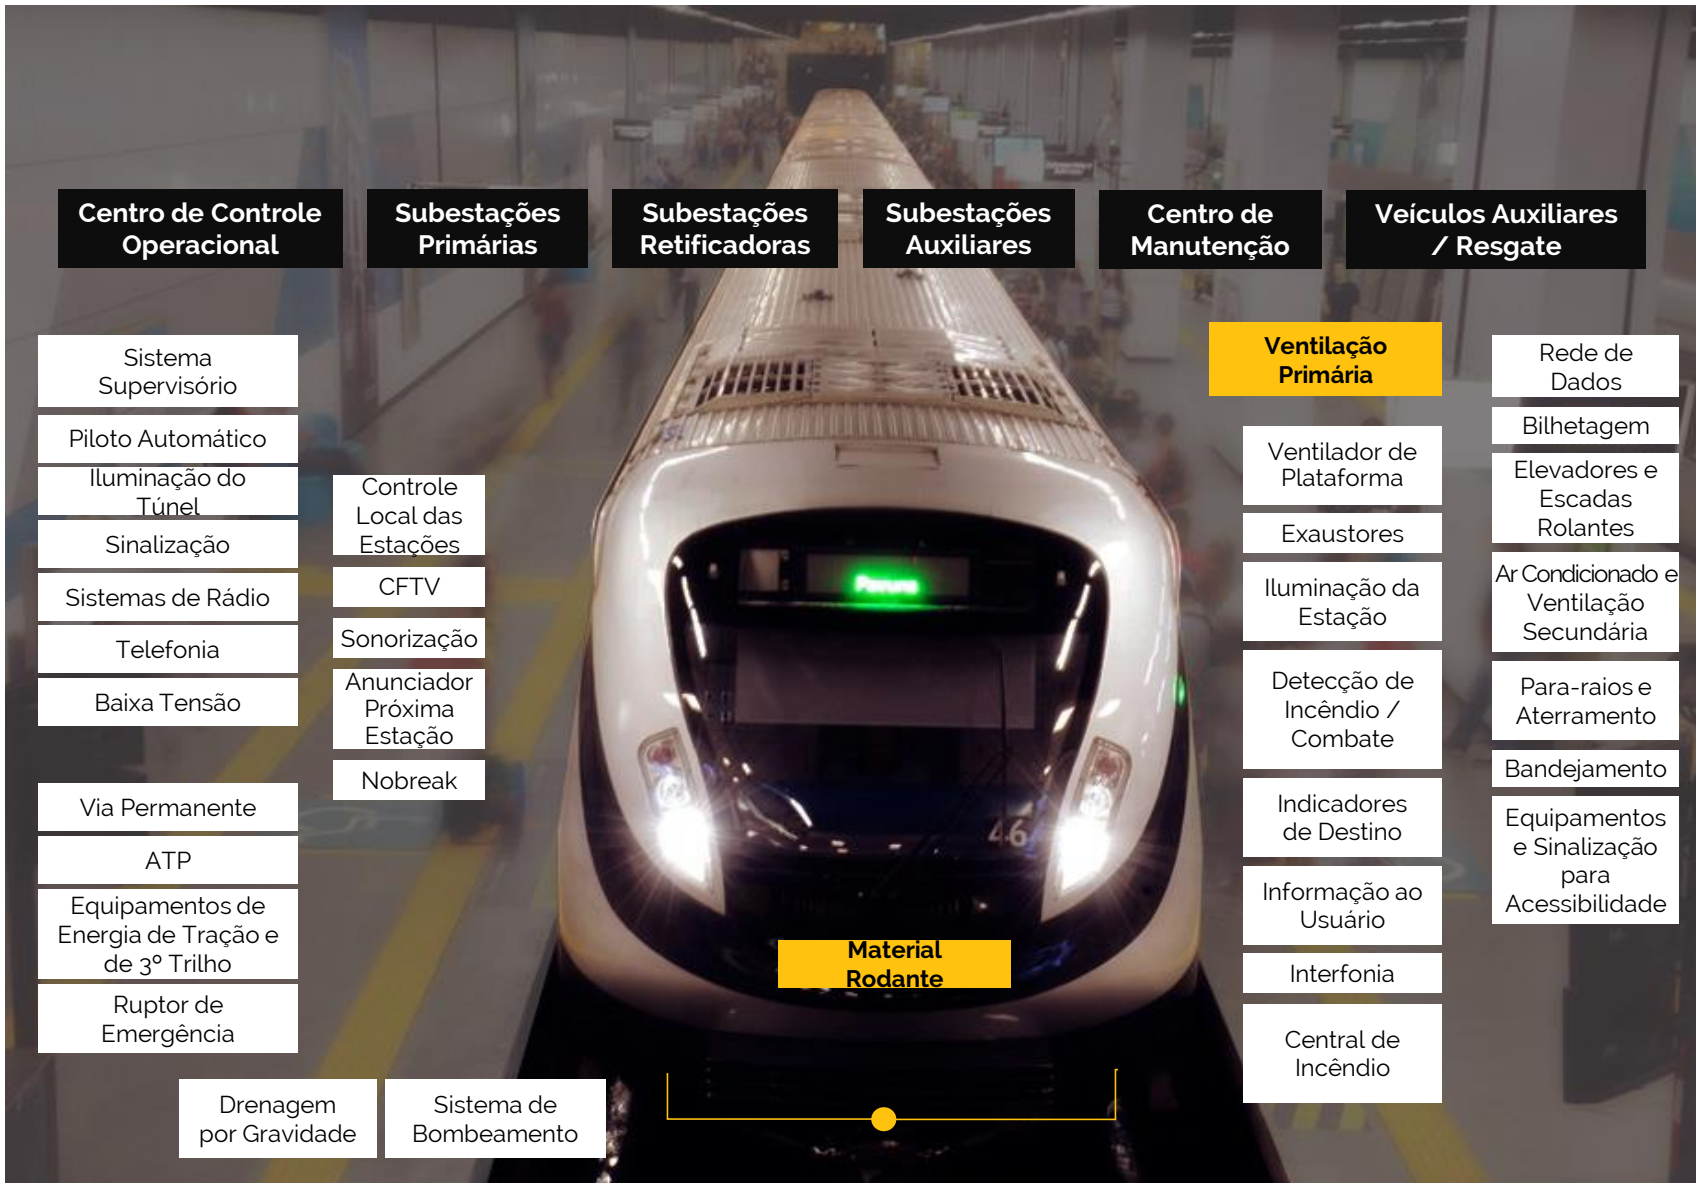 Centro de Controle
Operacional
Subestações
Primárias
Subestações
Retificadoras
Subestações
Auxiliares
Centro de
Manutenção
Veículos Auxiliares
/ Resgate
Sistema
Supervisório
Piloto Automático
Iluminação do
Túnel
Sinalização
Sistemas de Rádio
Telefonia
Baixa Tensão
Via Permanente
ATP
Equipamentos de
Energia de Tração e
de 3º Trilho
Ruptor de
Emergência
Drenagem
por Gravidade
Sistema de
Bombeamento
Controle
Local das
Estações
CFTV
Sonorização
Anunciador
Próxima
Estação
Nobreak
Pavuna
46
Material
Rodante
Ventilação
Primária
Ventilador de
Plataforma
Exaustores
Iluminação da
Estação
Detecção de
Incêndio /
Combate
Indicadores
de Destino
Informação ao
Usuário
Interfonia
Central de
Incêndio
Rede de
Dados
Bilhetagem
Elevadores e
Escadas
Rolantes
Ar Condicionado e
Ventilação
Secundária
Para-raios e
Aterramento
Bandejamento
Equipamentos
e Sinalização
para
Acessibilidade